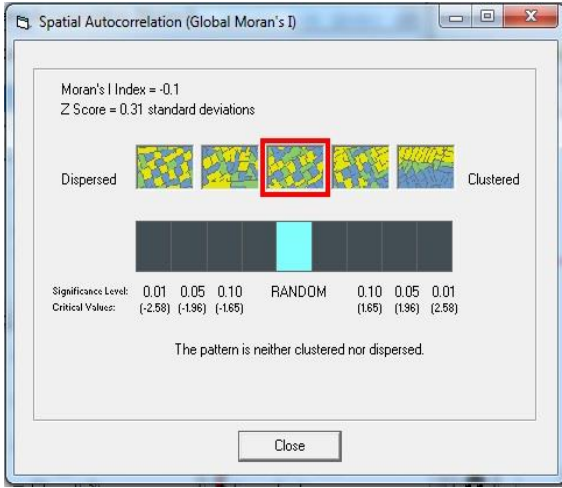 Spatial Autocorrelation (Global Moran's I)
Moran's I Index = -0.1
Z Score = 0.31 standard deviations
Dispersed Clustered
Significance Level: 0.01 0.05 0.10 RANDOM 0.10 0.05 0.01
Critical Values: (-2.58) (-1.96) (-1.65) (1.65) (1.96) (2.58)
The pattern is neither clustered nor dispersed.
Close